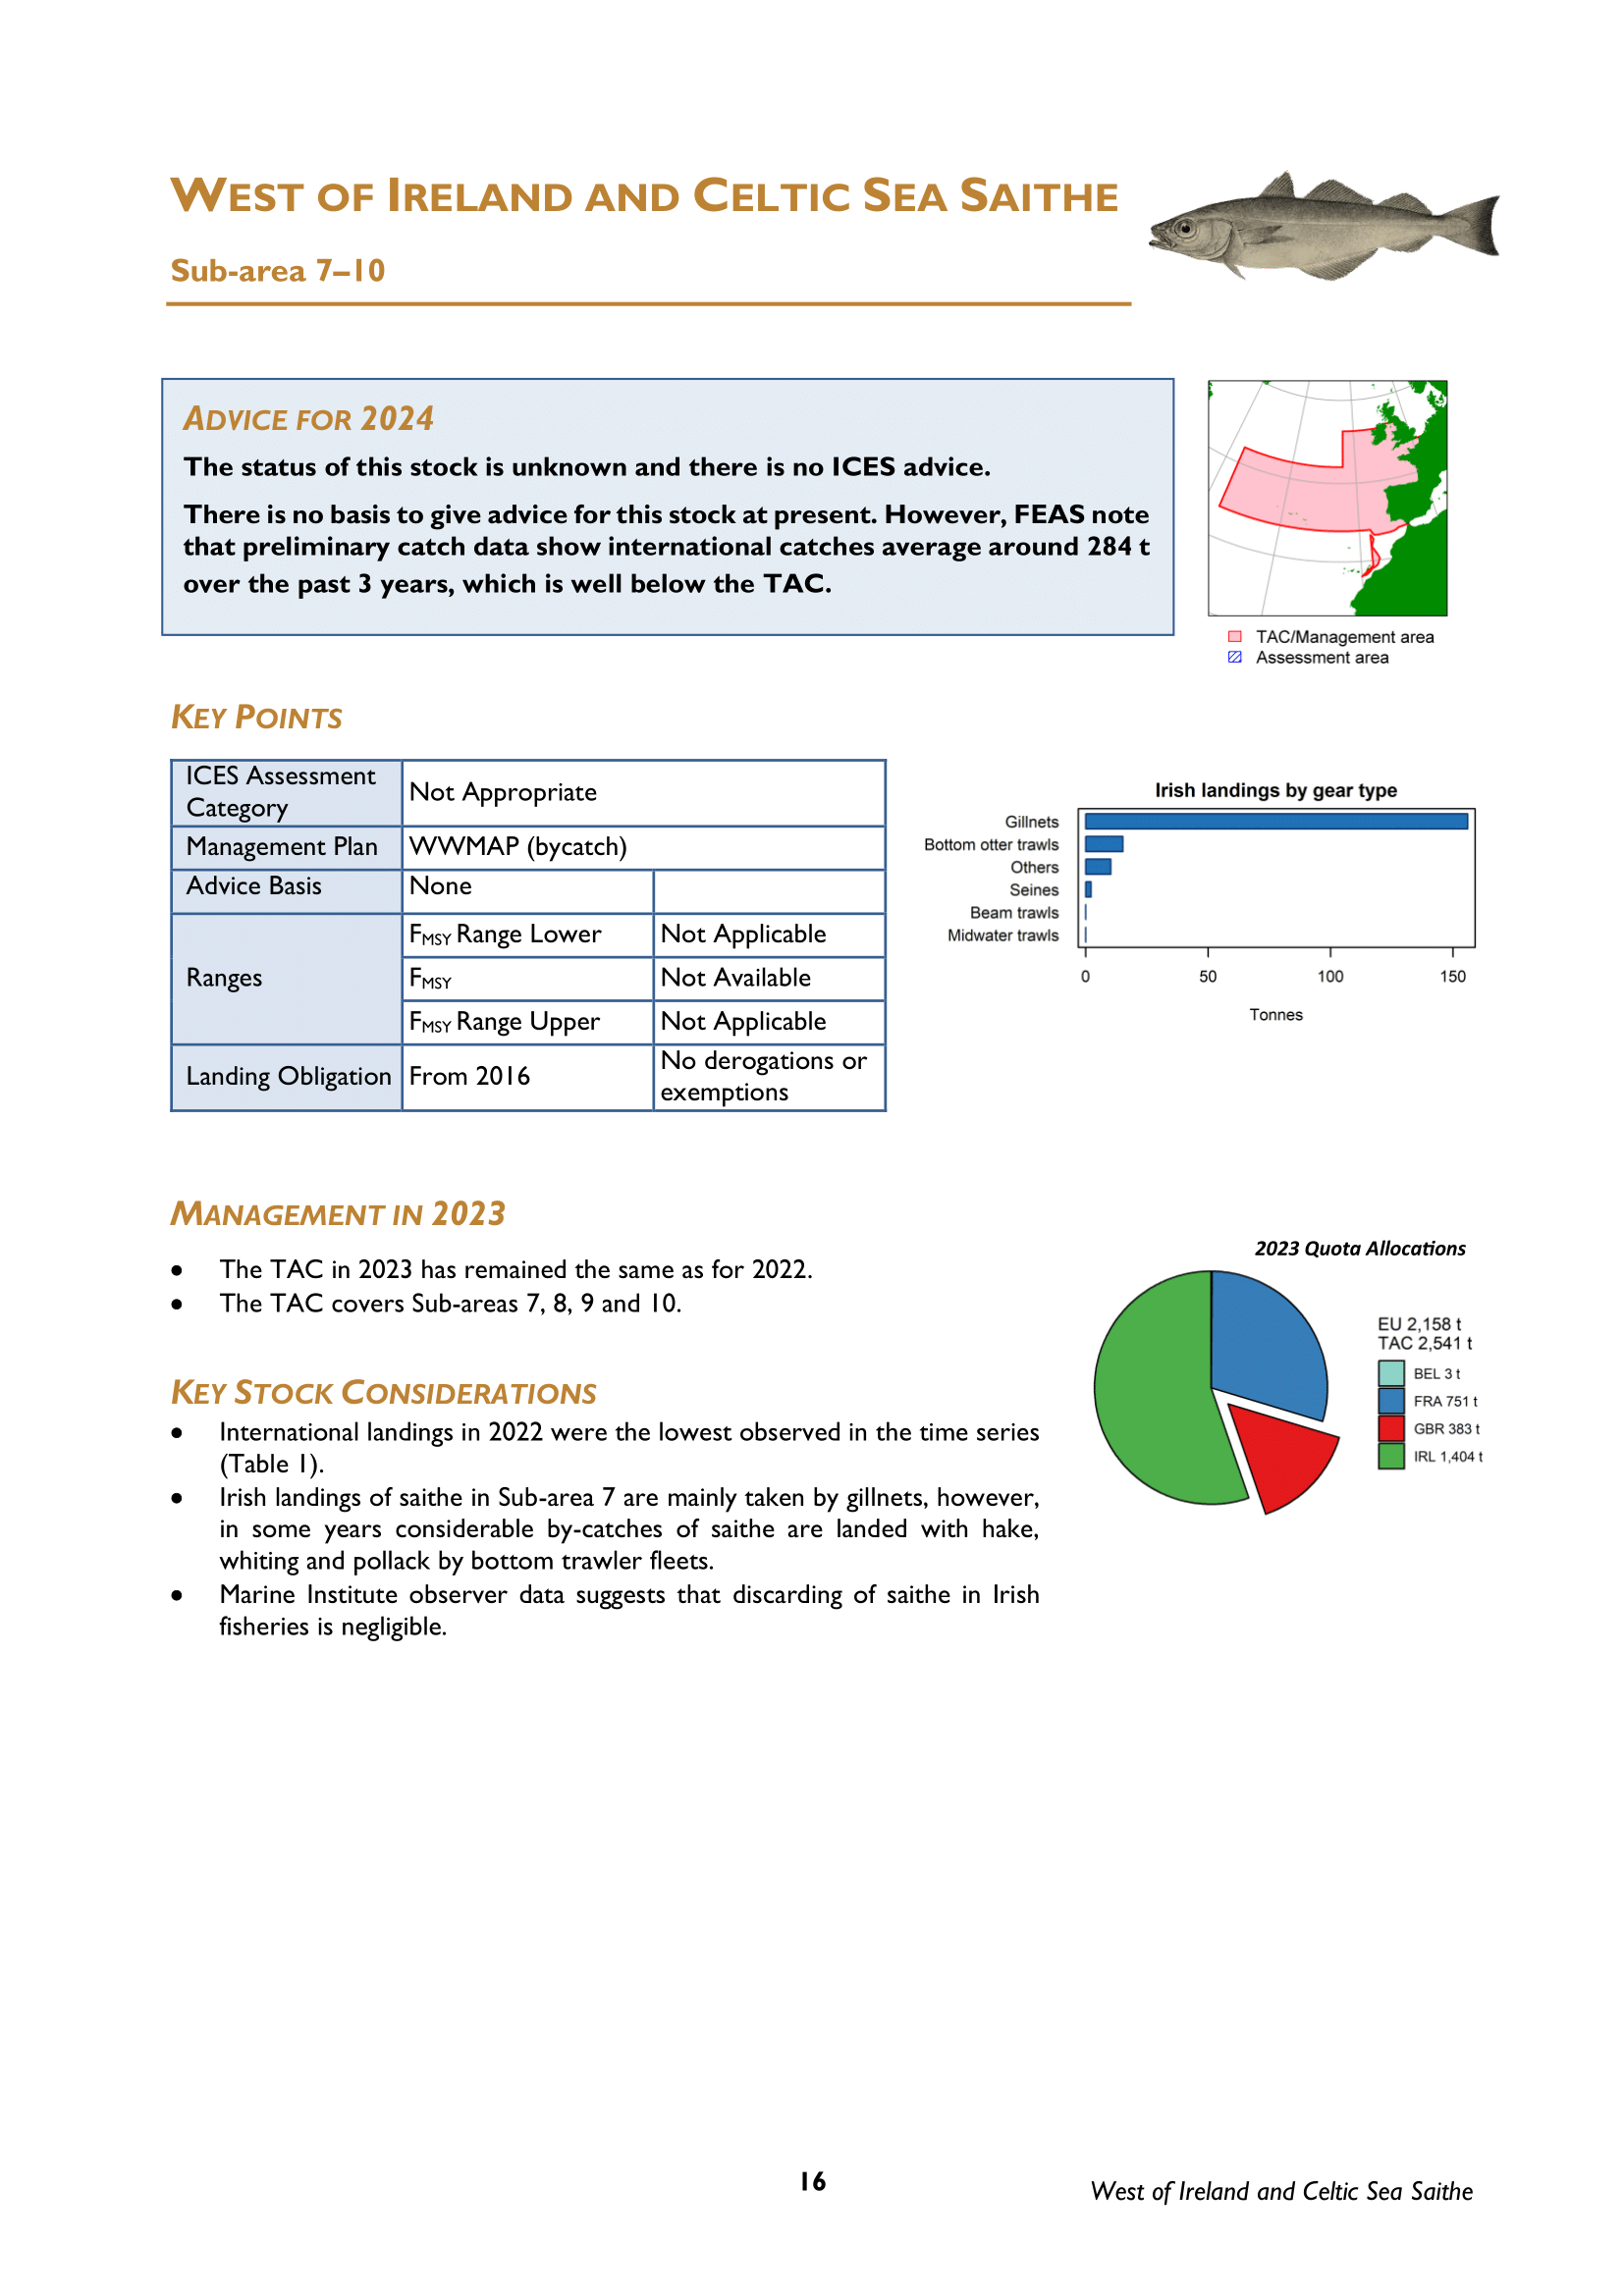 WEST OF IRELAND AND CELTIC SEA SAITHE
Sub-area 7–10
ADVICE FOR 2024
The status of this stock is unknown and there is no ICES advice.
There is no basis to give advice for this stock at present. However, FEAS note
that preliminary catch data show international catches average around 284 t
over the past 3 years, which is well below the TAC.
TAC/Management area
Assessment area
KEY POINTS
ICES Assessment
Category
Not Appropriate
Management Plan
WWMAP (bycatch)
Advice Basis
None
Ranges
FMSY Range Lower
Not Applicable
FMSY
Not Available
FMSY Range Upper
Not Applicable
Landing Obligation
From 2016
No derogations or
exemptions
Irish landings by gear type
Gillnets
Bottom otter trawls
Others
Seines
Beam trawls
Midwater trawls
0 50 100 150
Tonnes
MANAGEMENT IN 2023
• The TAC in 2023 has remained the same as for 2022.
• The TAC covers Sub-areas 7, 8, 9 and 10.
2023 Quota Allocations
EU 2,158 t
TAC 2,541 t
BEL 3 t
FRA 751 t
GBR 383 t
IRL 1,404 t
KEY STOCK CONSIDERATIONS
• International landings in 2022 were the lowest observed in the time series
(Table 1).
• Irish landings of saithe in Sub-area 7 are mainly taken by gillnets, however,
in some years considerable by-catches of saithe are landed with hake,
whiting and pollack by bottom trawler fleets.
• Marine Institute observer data suggests that discarding of saithe in Irish
fisheries is negligible.
16
West of Ireland and Celtic Sea Saithe